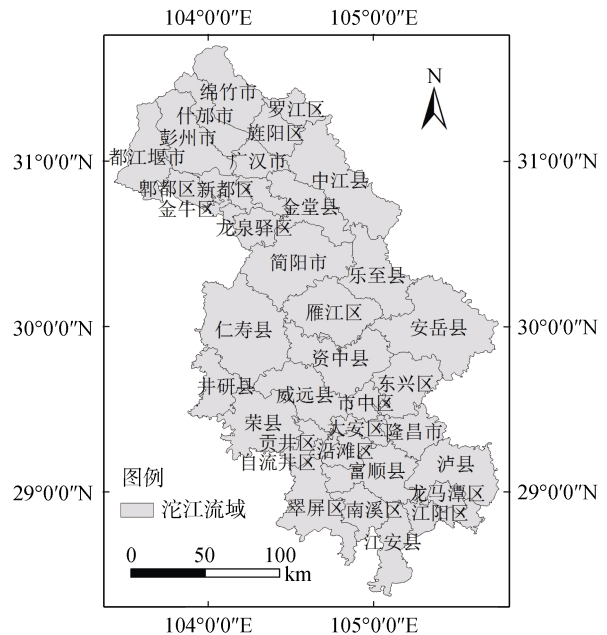 104°0′0″E 105°0′0″E
N
绵竹市
罗江区
什邡市
旌阳区
彭州市
都江堰市
广汉市
31°0′0″N
31°0′0″N
中江县
郫都区
新都区
金牛区
金堂县
龙泉驿区
简阳市
乐至县
雁江区
30°0′0″N
仁寿县
安岳县
30°0′0″N
资中县
井研县
威远县
东兴区
市中区
荣县
大安区
隆昌市
贡井区
沿滩区
自流井区
富顺县
泸县
图例
29°0′0″N
龙马潭区
29°0′0″N
沱江流域
翠屏区
南溪区
江阳区
江安县
0 50 100
km
104°0′0″E 105°0′0″E